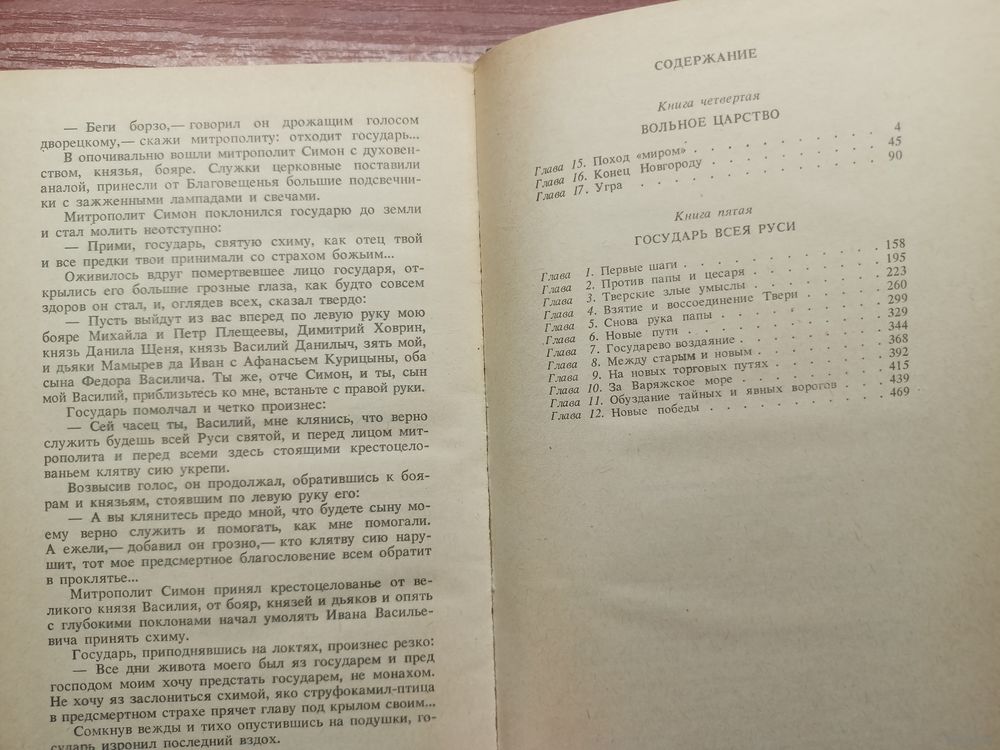 — Беги борзо,— говорил он дрожащим голосом
дворецкому,— скажи митрополиту: отходит государь...
В опочивальню вошли митрополит Симон с духовен-
ством, князья, бояре. Служки церковные поставили
аналой, принесли от Благовещенья большие подсвечни-
ки с зажженными лампадами и свечами.
Митрополит Симон поклонился государю до земли
и стал молить неотступно:
— Прими, государь, святую схиму, как отец твой
и все предки твои принимали со страхом божьим...
Оживилось вдруг помертвевшее лицо государя, от-
крылись его большие грозные глаза, как будто совсем
здоров он стал, и, оглядев всех, сказал твердо:
— Пусть выйдут из вас вперед по левую руку мою
бояре Михайла и Петр Плещеевы, Димитрий Ховрин,
князь Данила Щеня, князь Василий Данилыч, зять мой,
и дьяки Мамырев да Иван с Афанасьем Курицыны, оба
сына Федора Василича. Ты же, отче Симон, и ты, сын
мой Василий, приблизьтесь ко мне, встаньте с правой руки.
Государь помолчал и четко произнес:
— Сей часец ты, Василий, мне клянись, что верно
служить будешь всей Руси святой, и перед лицом мит-
рополита и перед всеми здесь стоящими крестоцело-
ваньем клятву сию укрепи.
Возвысив голос, он продолжал, обратившись к боя-
рам и князьям, стоявшим по левую руку его:
— А вы клянитесь предо мной, что будете сыну мо-
ему верно служить и помогать, как мне помогали.
А ежели,— добавил он грозно,— кто клятву сию нару-
шит, тот мое предсмертное благословение всем обратит
в проклятье...
Митрополит Симон принял крестоцелованье от ве-
ликого князя Василия, от бояр, князей и дьяков и опять
с глубокими поклонами начал умолять Ивана Василье-
вича принять схиму.
Государь, приподнявшись на локтях, произнес резко:
— Все дни живота моего был яз государем и пред
господом моим хочу предстать государем, не монахом.
Не хочу яз заслониться схимой, яко струфокамил-птица
в предсмертном страхе прячет главу под крылом своим...
Сомкнув вежды и тихо опустившись на подушки, го-
сударь изронил последний вздох.
СОДЕРЖАНИЕ
Книга четвертая
ВОЛЬНОЕ ЦАРСТВО
Глава 15. Поход «миром» . . . . . . . . . . 4
Глава 16. Конец Новгороду . . . . . . . . . 45
Глава 17. Угра . . . . . . . . . . . . . 90
Книга пятая
ГОСУДАРЬ ВСЕЯ РУСИ
Глава 1. Первые шаги . . . . . . . . . . 158
Глава 2. Против папы и цесаря . . . . . . . 195
Глава 3. Тверские злые умыслы . . . . . . . 223
Глава 4. Взятие и воссоединение Твери . . . . . 260
Глава 5. Снова рука папы . . . . . . . . . 299
Глава 6. Новые пути . . . . . . . . . . 329
Глава 7. Государево воздаяние . . . . . . . 344
Глава 8. Между старым и новым . . . . . . . 368
Глава 9. На новых торговых путях . . . . . . 392
Глава 10. За Варяжское море . . . . . . . . 415
Глава 11. Обуздание тайных и явных ворогов . . . 439
Глава 12. Новые победы . . . . . . . . . 469